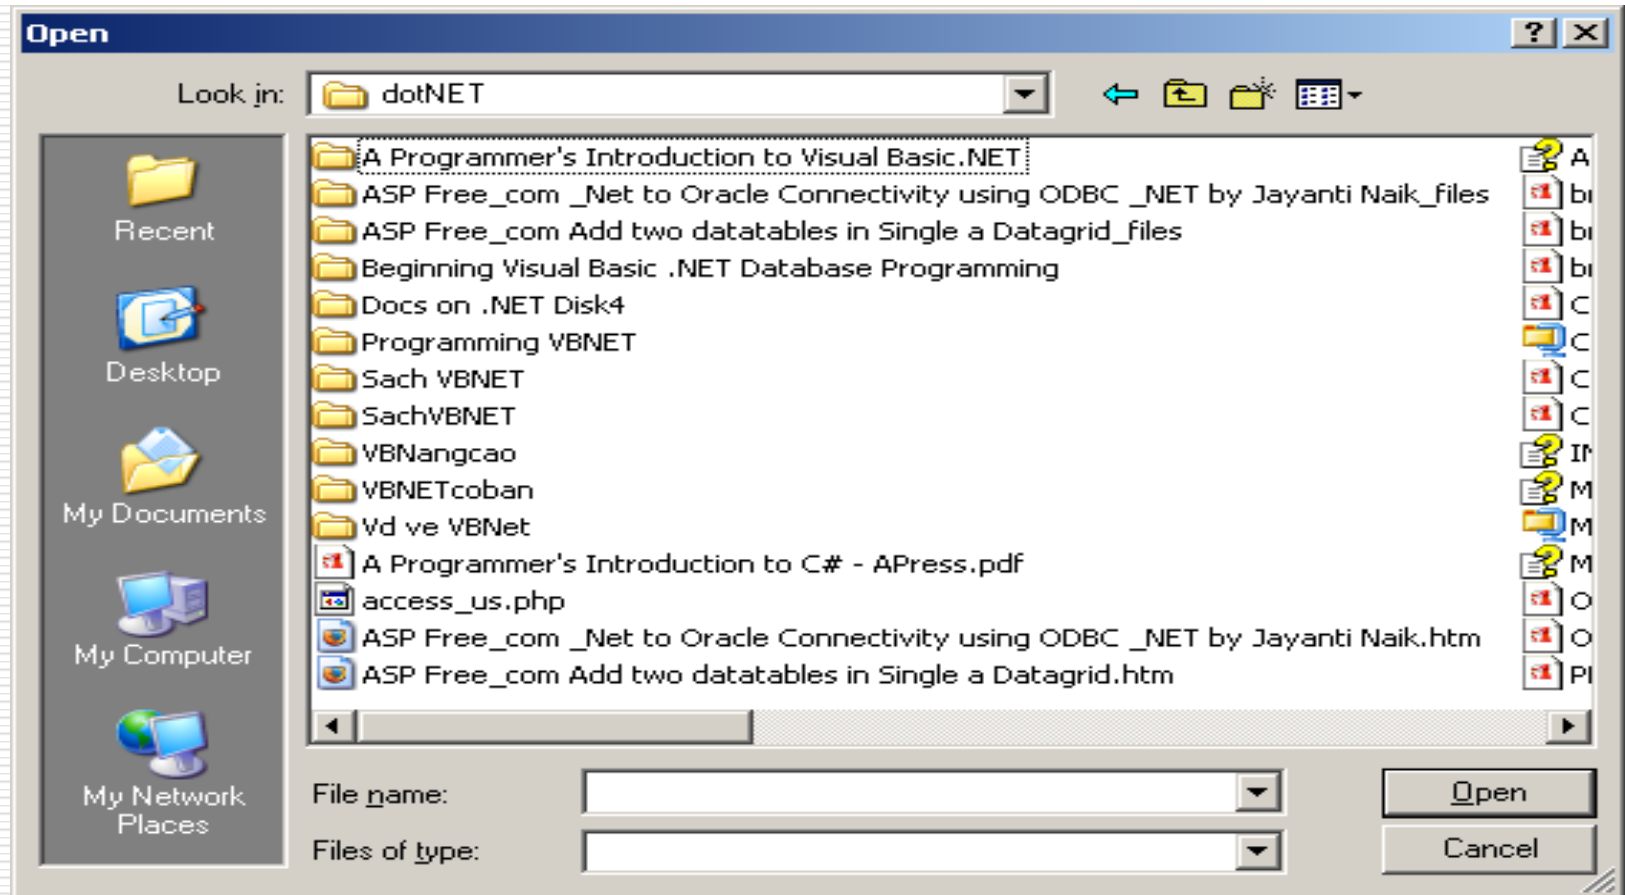 Open
Look in:
dotNET
Recent
Desktop
My Documents
My Computer
My Network
Places
A Programmer's Introduction to Visual Basic.NET
ASP Free_com _Net to Oracle Connectivity using ODBC _NET by Jayanti Naik_files
ASP Free_com Add two datatables in Single a Datagrid_files
Beginning Visual Basic .NET Database Programming
Docs on .NET Disk4
Programming VBNET
Sach VBNET
SachVBNET
VBNangcao
VBNETcoban
Vd ve VBNet
A Programmer's Introduction to C# - APress.pdf
access_us.php
ASP Free_com _Net to Oracle Connectivity using ODBC _NET by Jayanti Naik.htm
ASP Free_com Add two datatables in Single a Datagrid.htm
File name:
Open
Files of type:
Cancel